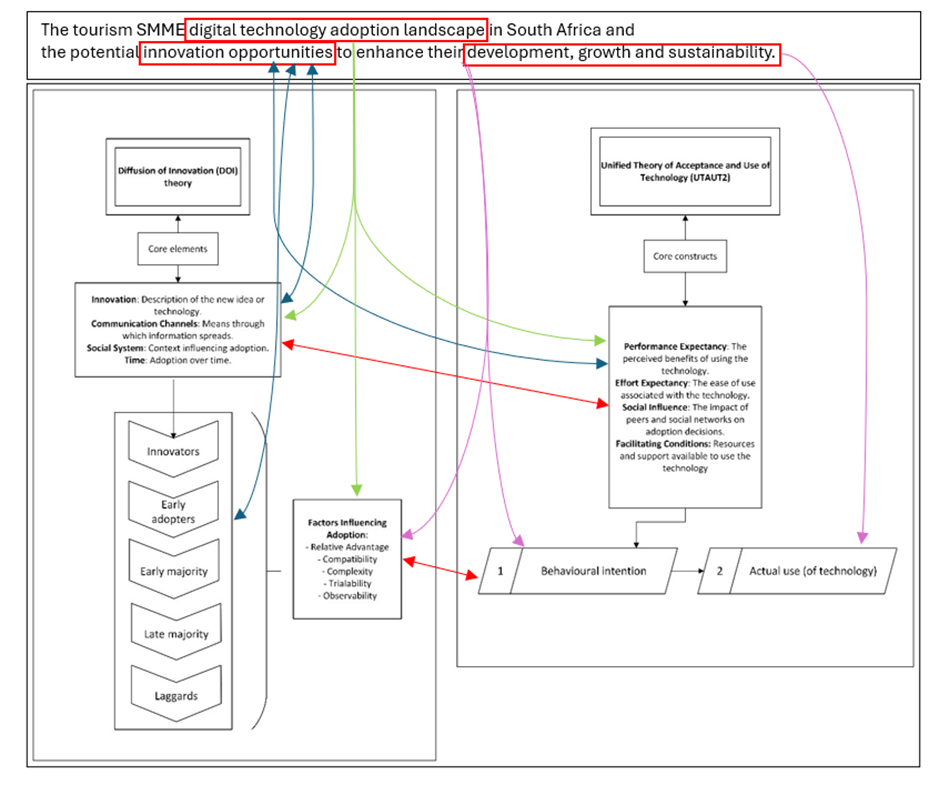 The tourism SMME digital technology adoption landscape in South Africa and
the potential innovation opportunities to enhance their development, growth and sustainability.
Diffusion of Innovation (DOI)
theory
Core elements
Innovation: Description of the new idea or
technology.
Communication Channels: Means through
which information spreads.
Social System: Context influencing adoption.
Time: Adoption over time.
Innovators
Early
adopters
Early majority
Late majority
Laggards
Factors Influencing
Adoption:
- Relative Advantage
- Compatibility
- Complexity
- Trialability
- Observability
Unified Theory of Acceptance and Use of
Technology (UTAUT2)
Core constructs
Performance Expectancy: The
perceived benefits of using the
technology.
Effort Expectancy: The ease of use
associated with the technology.
Social Influence: The impact of
peers and social networks on
adoption decisions.
Facilitating Conditions: Resources
and support available to use the
technology
1 Behavioural intention
2 Actual use (of technology)